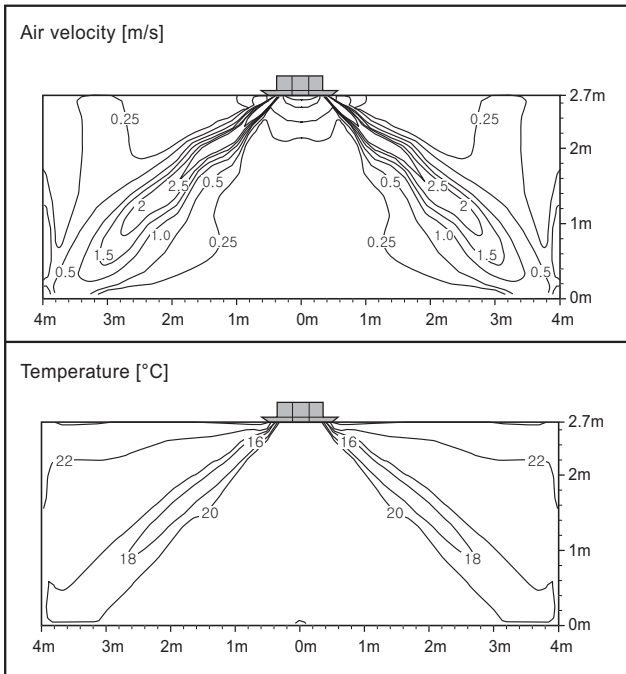 Air velocity [m/s]
2.7m
0.25 0.25
2m
2.5 0.5 0.5 2.5
2 2
1m
1.5 1.0 0.25 0.25 1.0 1.5
0.5 0.5
0m
4m 3m 2m 1m 0m 1m 2m 3m 4m
Temperature [°C]
2.7m
16 16
22 22
2m
20 20
18 18
1m
0m
4m 3m 2m 1m 0m 1m 2m 3m 4m